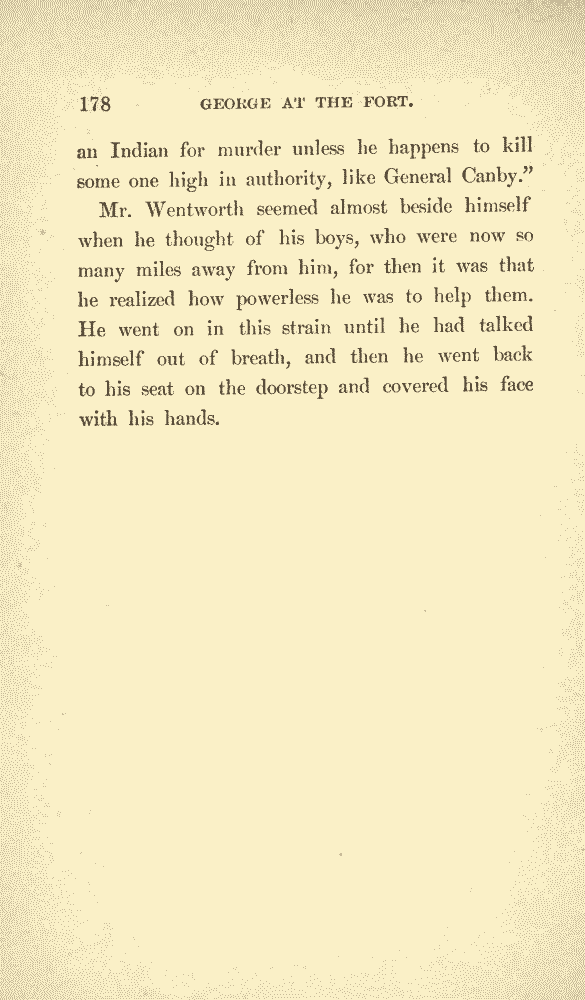 178 GEORGE AT THE FORT.
an Indian for murder unless he happens to kill
some one high in authority, like General Canby.”
Mr. Wentworth seemed almost beside himself
when he thought of his boys, who were now so
many miles away from him, for then it was that
he realized how powerless he was to help them.
He went on in this strain until he had talked
himself out of breath, and then he went back
to his seat on the doorstep and covered his face
with his hands.